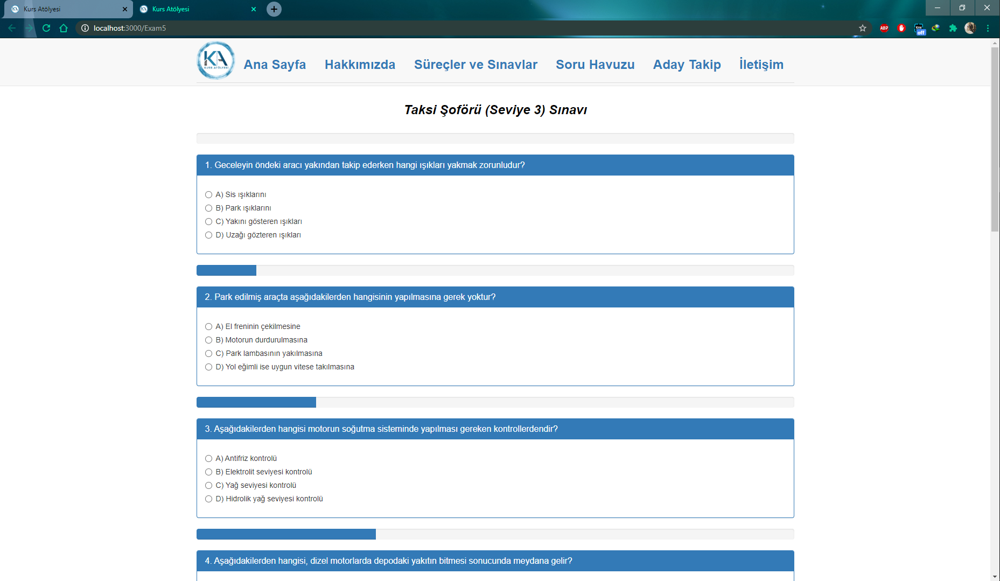 Kurs Atölyesi
Kurs Atölyesi
localhost:3000/Exam5
ABP
off
KA
KURS ATÖLYESİ
Ana Sayfa Hakkımızda Süreçler ve Sınavlar Soru Havuzu Aday Takip İletişim
Taksi Şoförü (Seviye 3) Sınavı
1. Geceleyin öndeki aracı yakından takip ederken hangi ışıkları yakmak zorunludur?
A) Sis ışıklarını
B) Park ışıklarını
C) Yakını gösteren ışıkları
D) Uzağı gözteren ışıkları
2. Park edilmiş araçta aşağıdakilerden hangisinin yapılmasına gerek yoktur?
A) El freninin çekilmesine
B) Motorun durdurulmasına
C) Park lambasının yakılmasına
D) Yol eğimli ise uygun vitese takılmasına
3. Aşağıdakilerden hangisi motorun soğutma sisteminde yapılması gereken kontrollerdendir?
A) Antifriz kontrolü
B) Elektrolit seviyesi kontrolü
C) Yağ seviyesi kontrolü
D) Hidrolik yağ seviyesi kontrolü
4. Aşağıdakilerden hangisi, dizel motorlarda depodaki yakıtın bitmesi sonucunda meydana gelir?